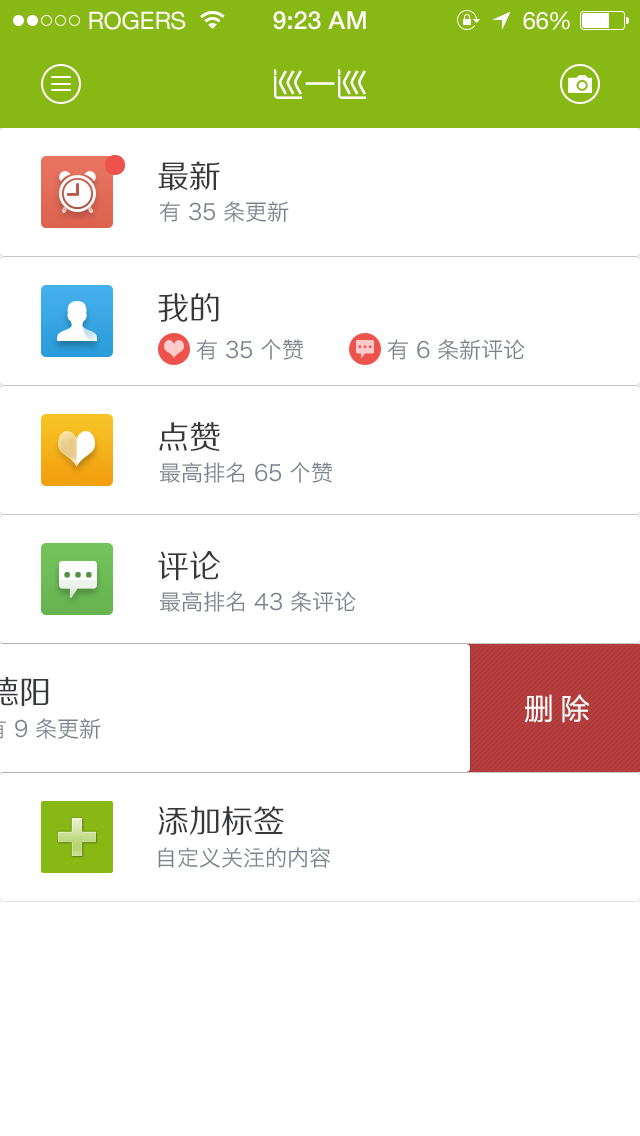 ROGERS 9:23 AM 66%
巡一巡
最新
有 35 条更新
我的
有 35 个赞 有 6 条新评论
点赞
最高排名 65 个赞
评论
最高排名 43 条评论
德阳
有 9 条更新
删 除
添加标签
自定义关注的内容